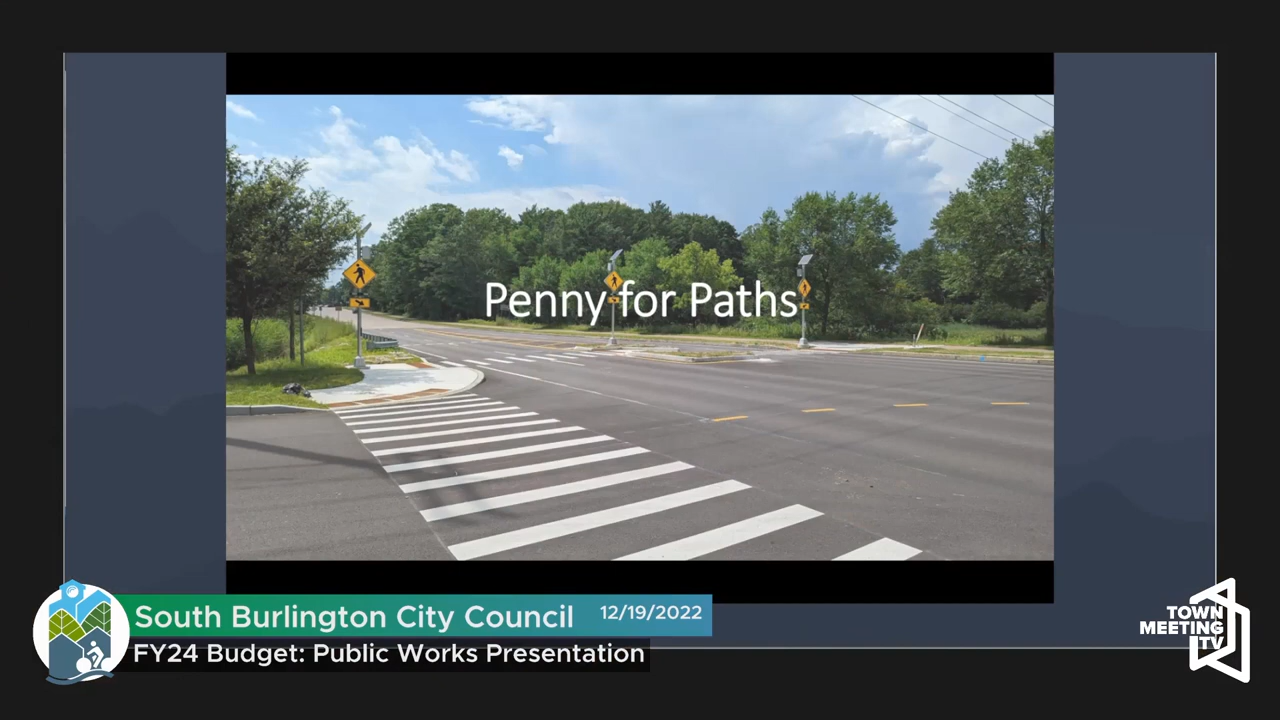 Penny for Paths
South Burlington City Council 12/19/2022
FY24 Budget: Public Works Presentation
TOWN
MEETING
TV